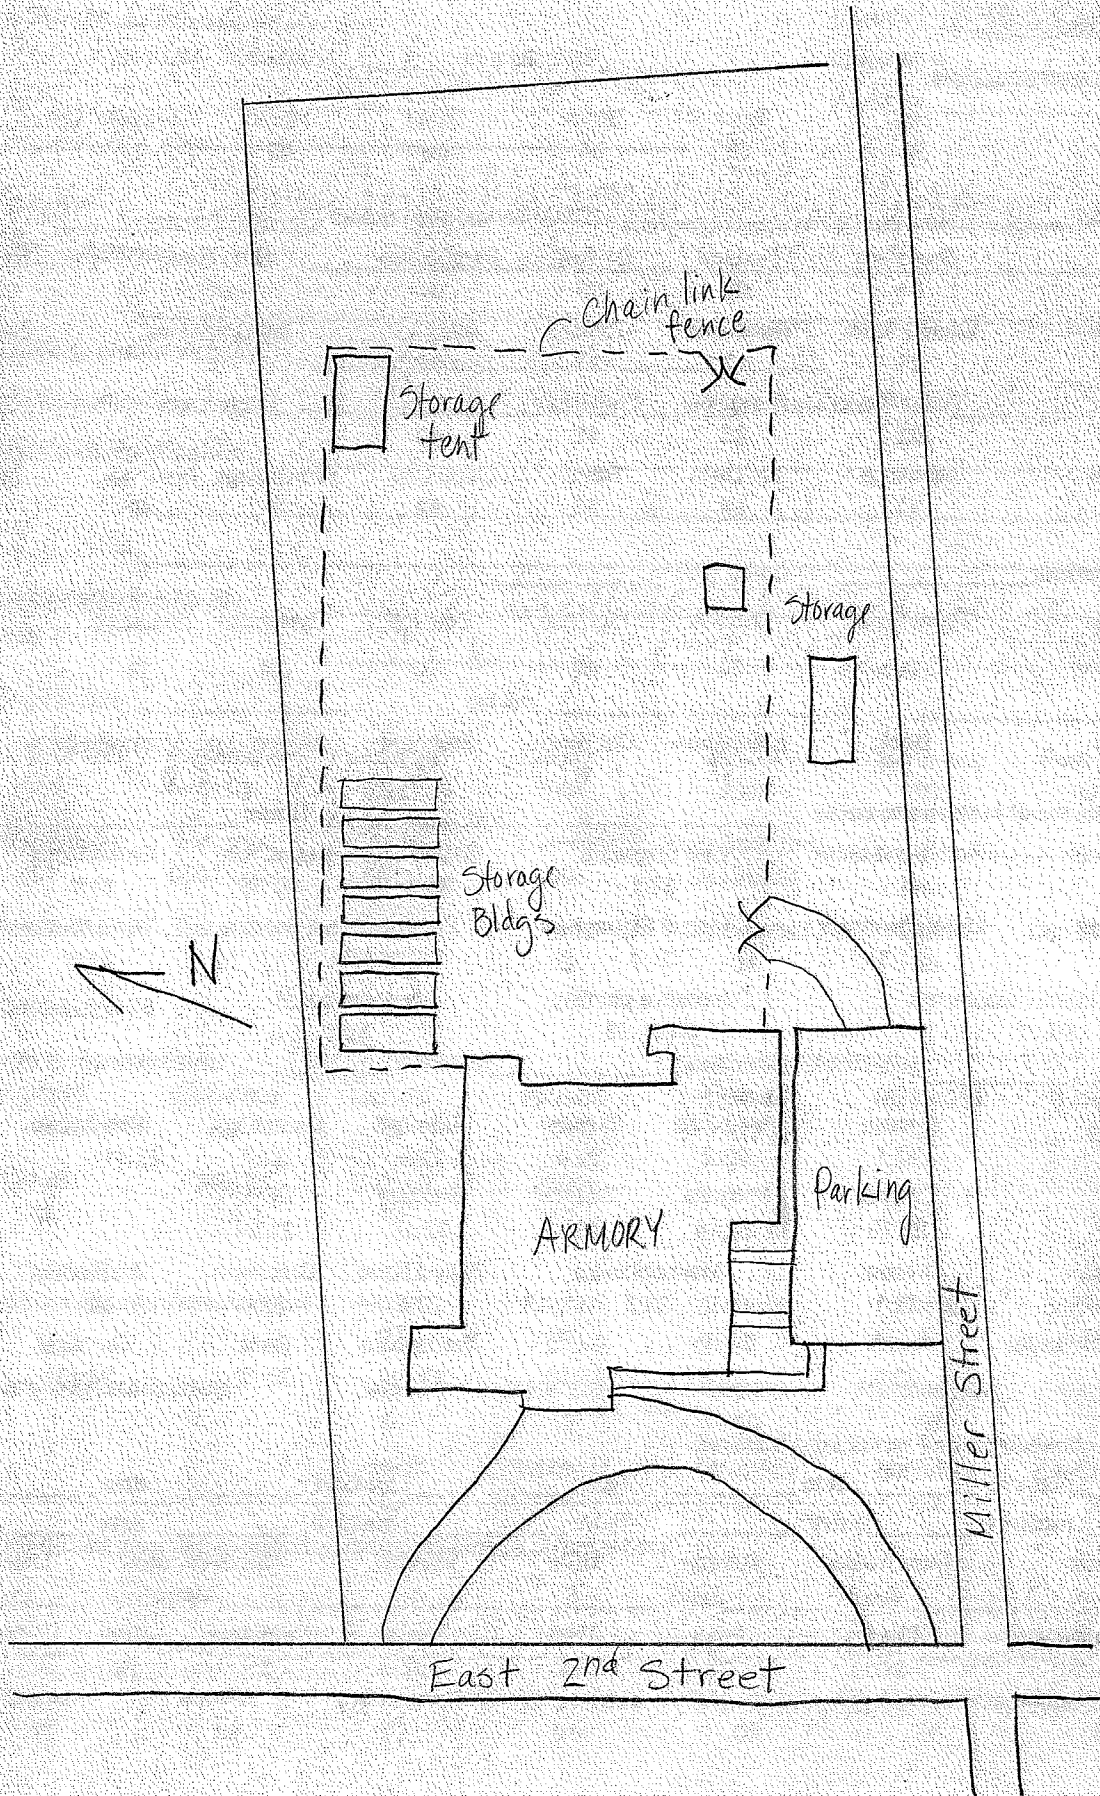 Chain link
fence
Storage
tent
Storage
Storage
Bldgs
N
Parking
ARMORY
Miller Street
East 2nd Street